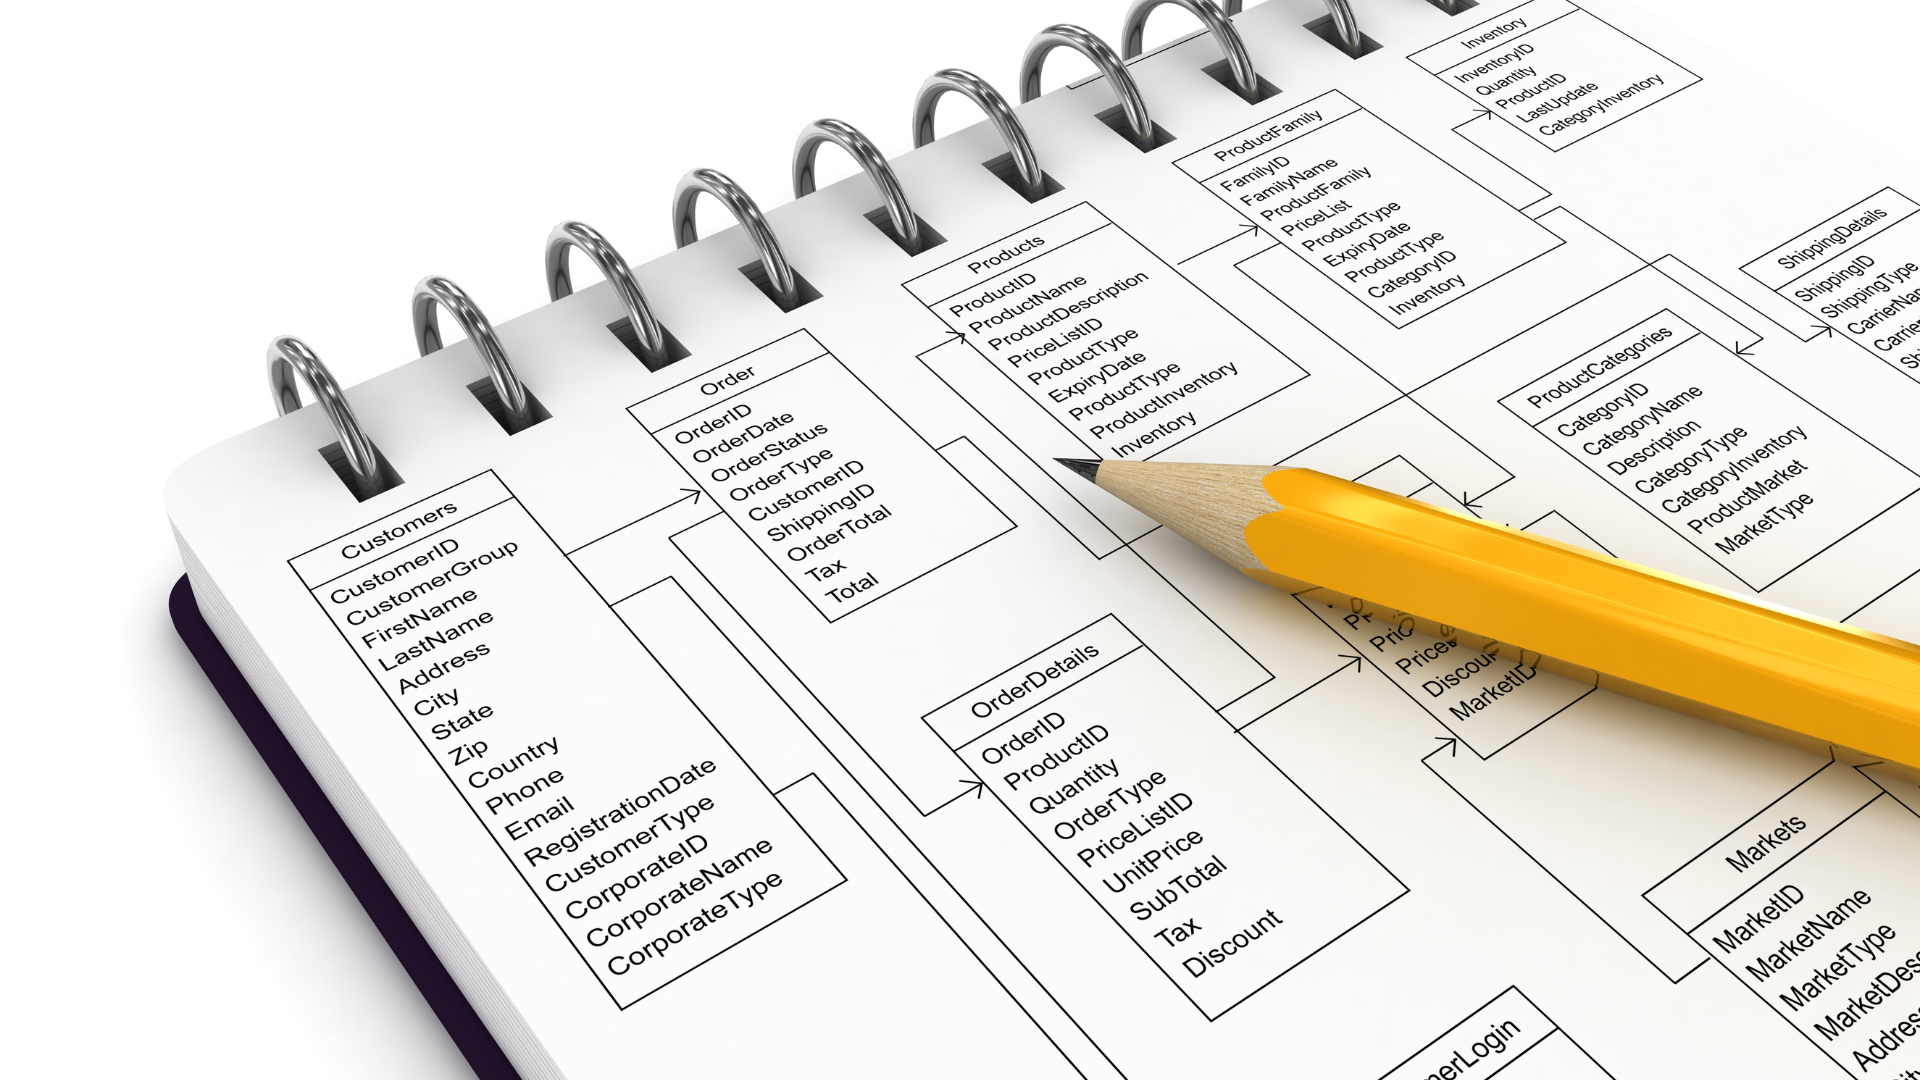 Customers
CustomerID
CustomerGroup
FirstName
LastName
Address
City
State
Zip
Country
Phone
Email
RegistrationDate
CustomerType
CorporateID
CorporateName
CorporateType
Order
OrderID
OrderDate
OrderStatus
OrderType
CustomerID
ShippingID
OrderTotal
Tax
Total
Products
ProductID
ProductName
ProductDescription
PriceListID
ProductType
ExpiryDate
ProductType
ProductInventory
Inventory
ProductFamily
FamilyID
FamilyName
ProductFamily
PriceList
ProductType
ExpiryDate
ProductType
CategoryID
Inventory
Inventory
InventoryID
Quantity
ProductID
LastUpdate
CategoryInventory
ShippingDetails
ShippingID
ShippingType
ProductCategories
CategoryID
CategoryName
Description
CategoryType
CategoryInventory
ProductMarket
MarketType
OrderDetails
OrderID
ProductID
Quantity
OrderType
PriceListID
UnitPrice
SubTotal
Tax
Discount
MarketID
Markets
MarketID
MarketName
MarketType